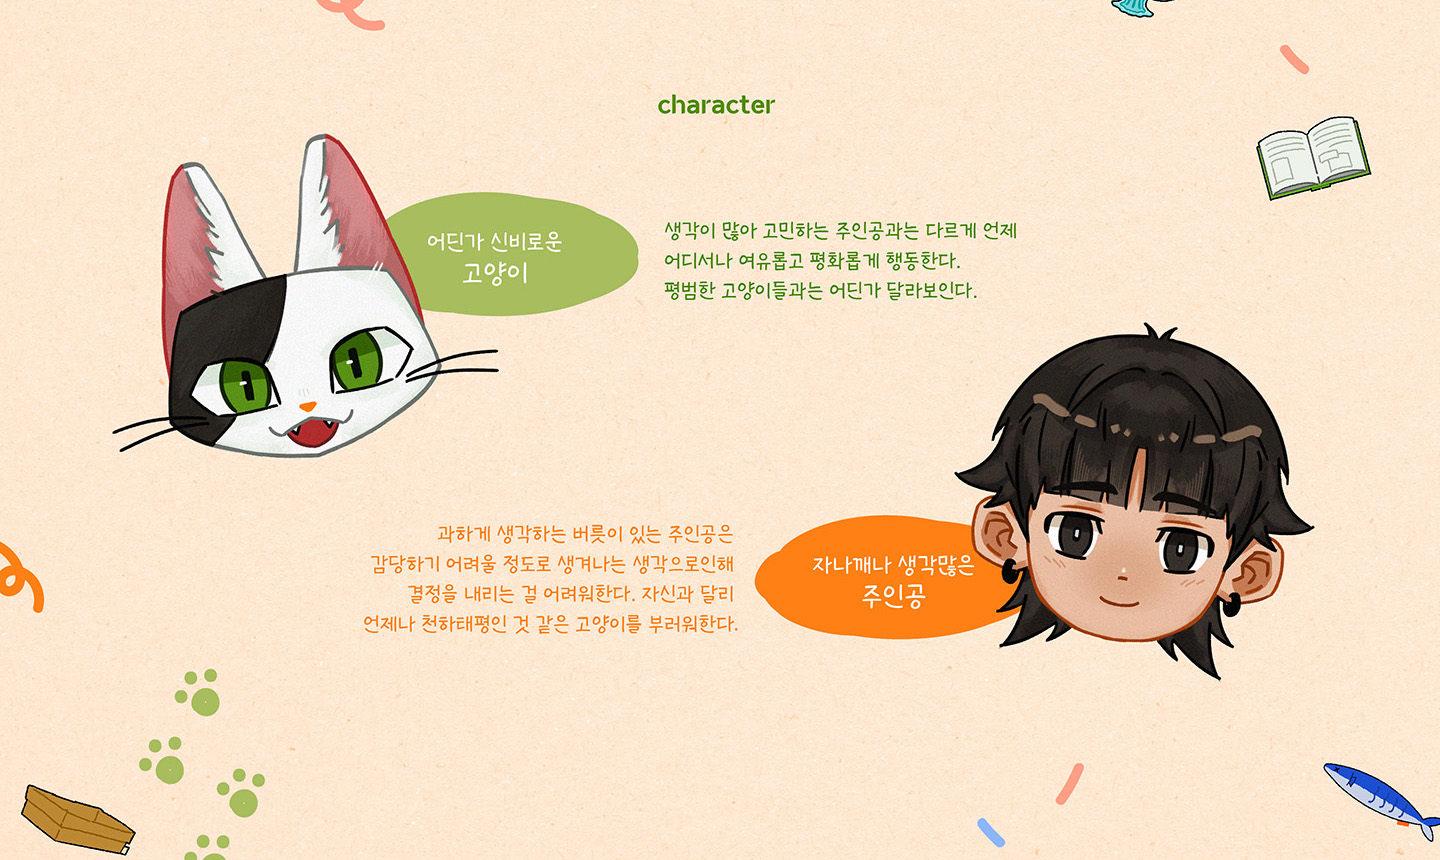 character
어딘가 신비로운
고양이
생각이 많아 고민하는 주인공과는 다르게 언제
어디서나 여유롭고 평화롭게 행동한다.
평범한 고양이들과는 어딘가 달라보인다.
과하게 생각하는 버릇이 있는 주인공은
감당하기 어려울 정도로 생겨나는 생각으로인해
결정을 내리는 걸 어려워한다. 자신과 달리
언제나 천하태평인 것 같은 고양이를 부러워한다.
자나깨나 생각많은
주인공